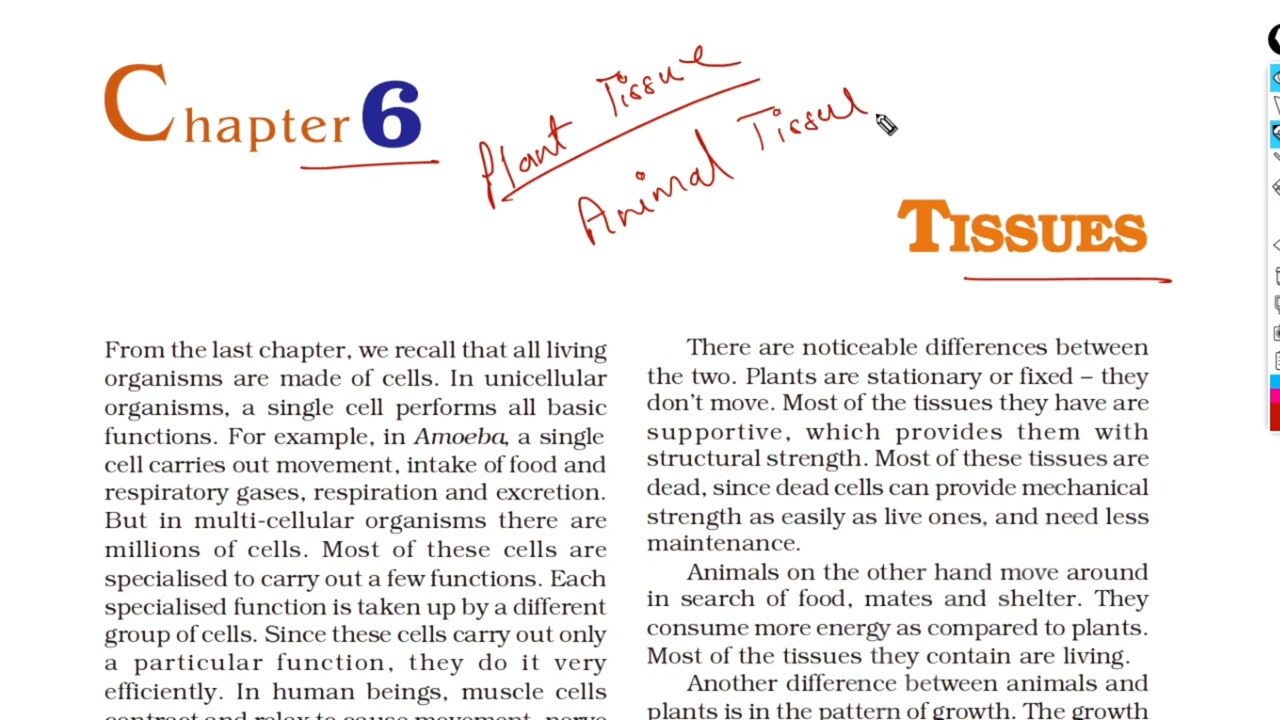 Chapter 6
Plant Tissue
Animal Tissue
TISSUES
From the last chapter, we recall that all living
organisms are made of cells. In unicellular
organisms, a single cell performs all basic
functions. For example, in Amoeba, a single
cell carries out movement, intake of food and
respiratory gases, respiration and excretion.
But in multi-cellular organisms there are
millions of cells. Most of these cells are
specialised to carry out a few functions. Each
specialised function is taken up by a different
group of cells. Since these cells carry out only
a particular function, they do it very
efficiently. In human beings, muscle cells
contract and relax to cause movement, nerve
There are noticeable differences between
the two. Plants are stationary or fixed – they
don't move. Most of the tissues they have are
supportive, which provides them with
structural strength. Most of these tissues are
dead, since dead cells can provide mechanical
strength as easily as live ones, and need less
maintenance.
Animals on the other hand move around
in search of food, mates and shelter. They
consume more energy as compared to plants.
Most of the tissues they contain are living.
Another difference between animals and
plants is in the pattern of growth. The growth